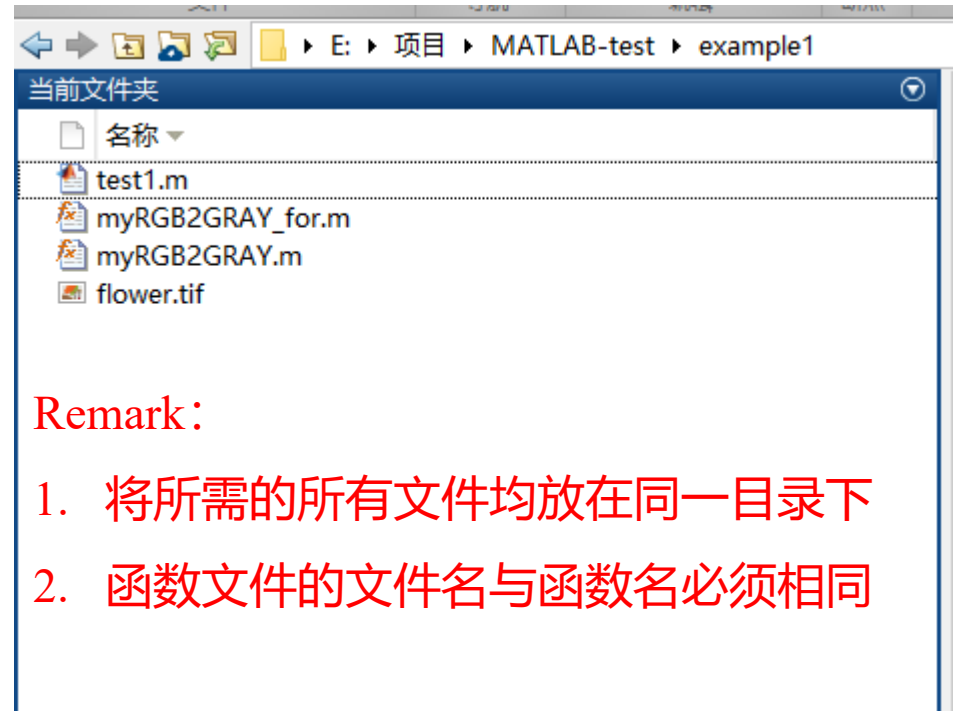 E: 项目 MATLAB-test example1
当前文件夹
名称
test1.m
myRGB2GRAY_for.m
myRGB2GRAY.m
flower.tif
Remark：
1. 将所需的所有文件均放在同一目录下
2. 函数文件的文件名与函数名必须相同